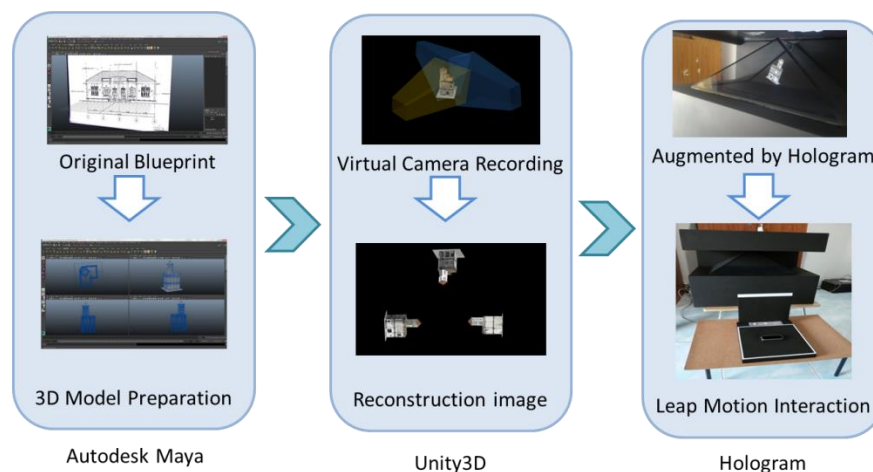 Original Blueprint
3D Model Preparation
Autodesk Maya
Virtual Camera Recording
Reconstruction image
Unity3D
Augmented by Hologram
Leap Motion Interaction
Hologram